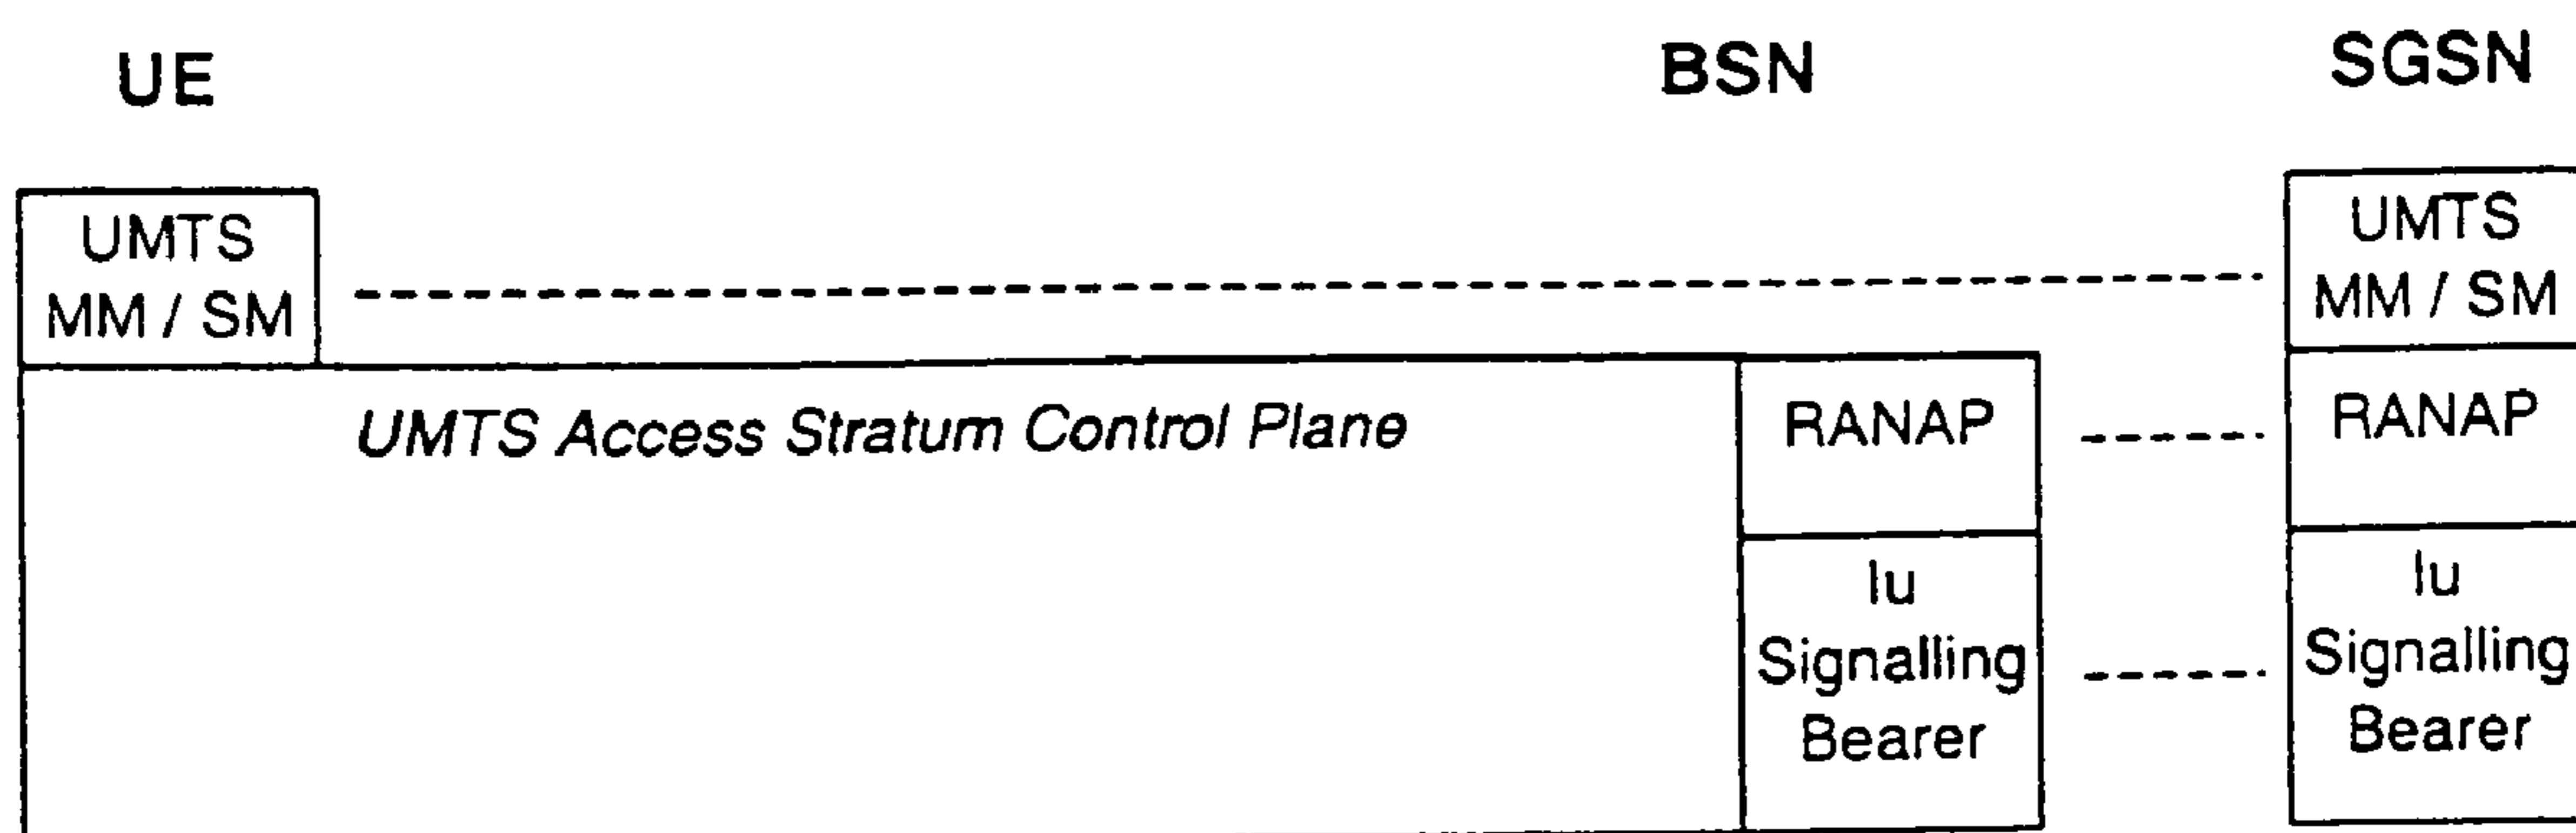 UE
BSN
SGSN
UMTS
MM / SM
UMTS
MM / SM
UMTS Access Stratum Control Plane
RANAP
RANAP
Iu
Signalling
Bearer
Iu
Signalling
Bearer